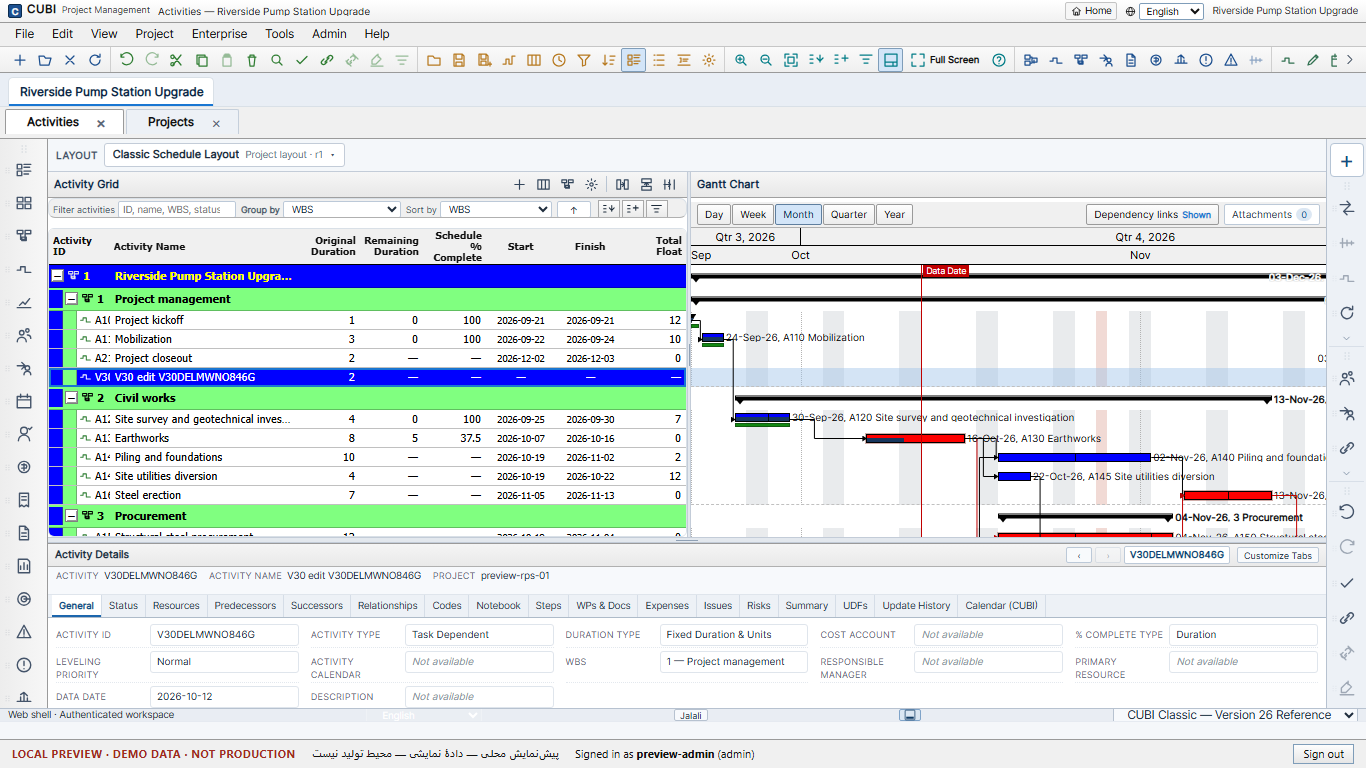 CUBI Project Management Activities — Riverside Pump Station Upgrade Home English Riverside Pump Station Upgrade
File Edit View Project Enterprise Tools Admin Help
Full Screen
Riverside Pump Station Upgrade
Activities × Projects ×
LAYOUT Classic Schedule Layout Project layout · r1
Activity Grid
Filter activities ID, name, WBS, status Group by WBS Sort by WBS
Activity ID Activity Name Original Duration Remaining Duration Schedule % Complete Start Finish Total Float
1 Riverside Pump Station Upgra...
1 Project management
Project kickoff 1 0 100 2026-09-21 2026-09-21 12
Mobilization 3 0 100 2026-09-22 2026-09-24 10
Project closeout 2 — — 2026-12-02 2026-12-03 0
V30 edit V30DELMWNO846G 2 — — — — —
2 Civil works
Site survey and geotechnical inves... 4 0 100 2026-09-25 2026-09-30 7
Earthworks 8 5 37.5 2026-10-07 2026-10-16 0
Piling and foundations 10 — — 2026-10-19 2026-11-02 2
Site utilities diversion 4 — — 2026-10-19 2026-10-22 12
Steel erection 7 — — 2026-11-05 2026-11-13 0
3 Procurement
Gantt Chart
Day Week Month Quarter Year Dependency links Shown Attachments 0
Qtr 3, 2026 Qtr 4, 2026
Sep Oct Nov
Data Date 03-Dec-26
24-Sep-26, A110 Mobilization
13-Nov-26,
30-Sep-26, A120 Site survey and geotechnical investigation
16-Oct-26, A130 Earthworks
02-Nov-26, A140 Piling and foundati
22-Oct-26, A145 Site utilities diversion
13-Nov-26,
04-Nov-26, 3 Procurement
Activity Details V30DELMWNO846G Customize Tabs
ACTIVITY V30DELMWNO846G ACTIVITY NAME V30 edit V30DELMWNO846G PROJECT preview-rps-01
General Status Resources Predecessors Successors Relationships Codes Notebook Steps WPs & Docs Expenses Issues Risks Summary UDFs Update History Calendar (CUBI)
ACTIVITY ID V30DELMWNO846G ACTIVITY TYPE Task Dependent DURATION TYPE Fixed Duration & Units COST ACCOUNT Not available % COMPLETE TYPE Duration
LEVELING PRIORITY Normal ACTIVITY CALENDAR Not available WBS 1 — Project management RESPONSIBLE MANAGER Not available PRIMARY RESOURCE Not available
DATA DATE 2026-10-12 DESCRIPTION Not available
Web shell · Authenticated workspace English Jalali CUBI Classic — Version 26 Reference
LOCAL PREVIEW · DEMO DATA · NOT PRODUCTION پیش‌نمایش محلی — دادهٔ نمایشی — محیط تولید نیست Signed in as preview-admin (admin) Sign out